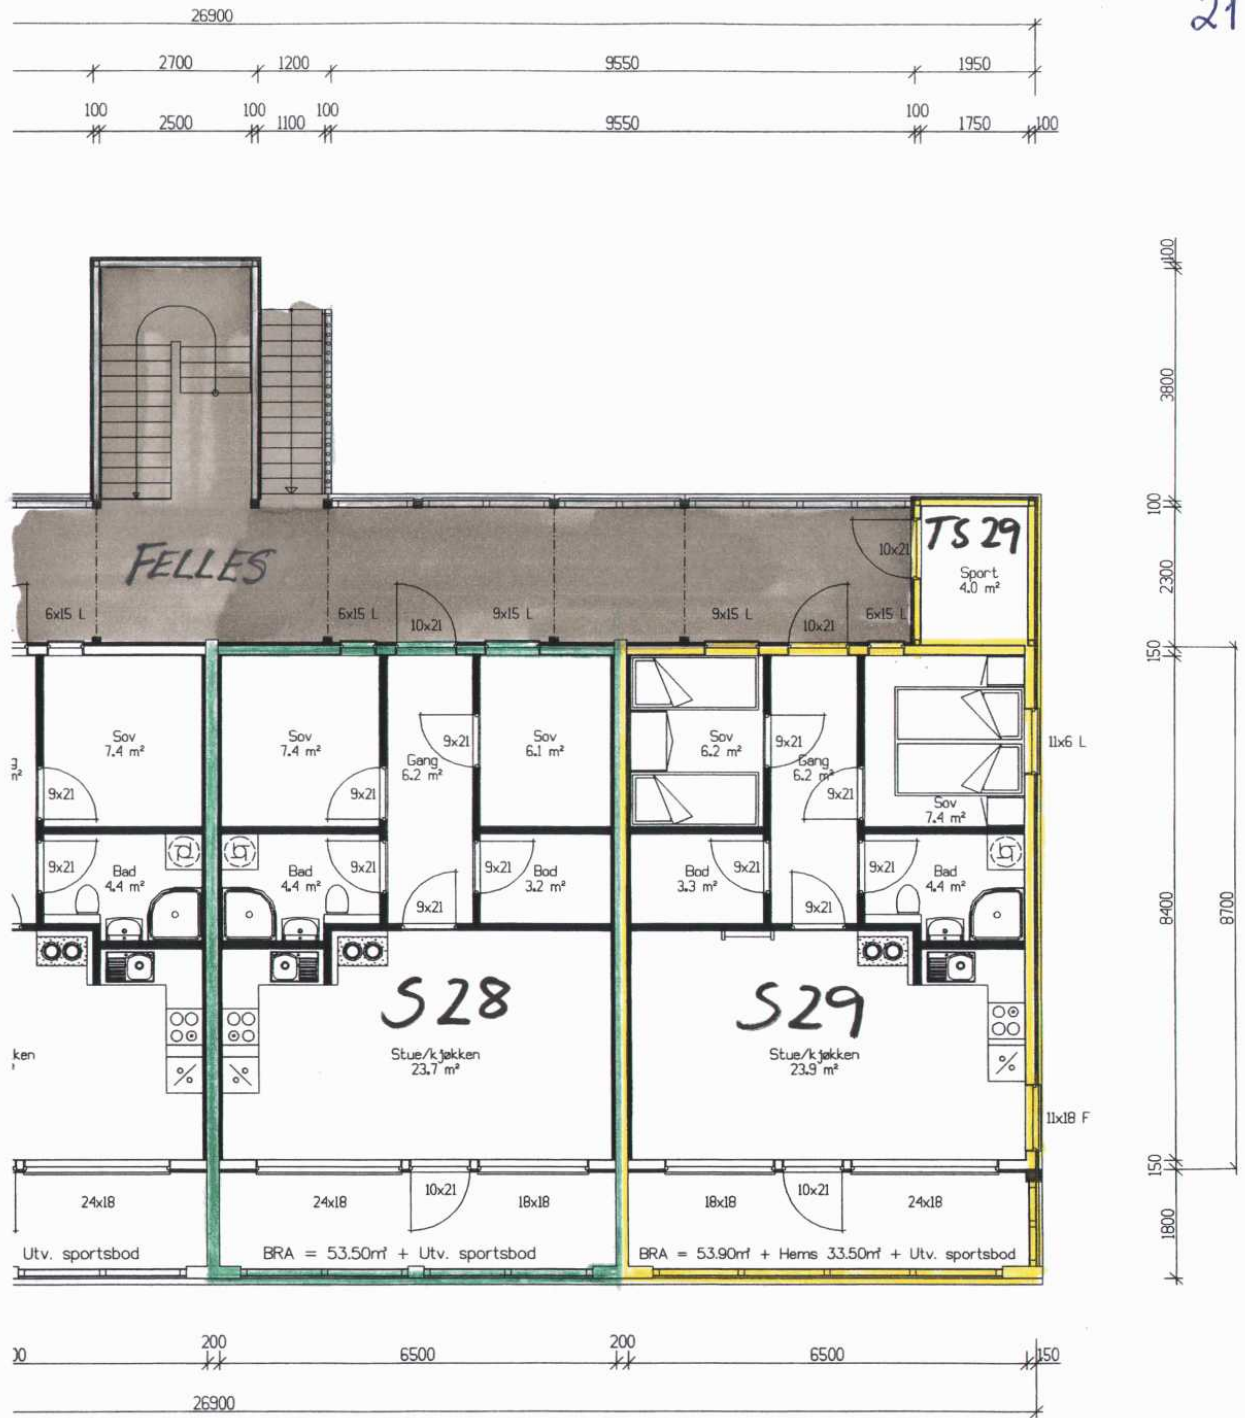 21
26900
2700 1200 9550 1950
100 100 100 100
2500 1100 9550 1750 100
100
3800
100
2300
150
8400
8700
150
1800
FELLES
TS 29
Sport
4.0 m²
10x21
6x15 L
6x15 L
10x21
9x15 L
9x15 L
10x21
6x15 L
Sov
7.4 m²
Sov
7.4 m²
Gang
6.2 m²
Sov
6.1 m²
Sov
6.2 m²
Gang
6.2 m²
Sov
7.4 m²
9x21
9x21
9x21
9x21
9x21
11x6 L
9x21
Bad
4.4 m²
Bad
4.4 m²
9x21
9x21
9x21
Bod
3.2 m²
Bod
3.3 m²
9x21
9x21
9x21
Bad
4.4 m²
S28
S29
Stue/kjøkken
23.7 m²
Stue/kjøkken
23.9 m²
11x18 F
24x18
24x18
10x21
18x18
18x18
10x21
24x18
Utv. sportsbod
BRA = 53.50m² + Utv. sportsbod
BRA = 53.90m² + Hems 33.50m² + Utv. sportsbod
200 6500 200 6500 150
26900